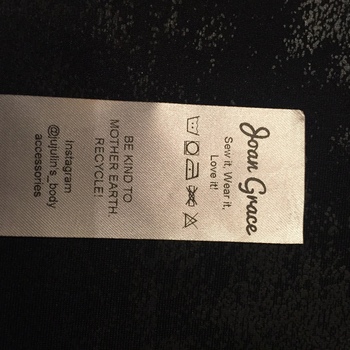 Joan Grace
Sew it, Wear it,
Love it!
BE KIND TO
MOTHER EARTH.
RECYCLE!
Instagram
@jujulin's_body
accessories